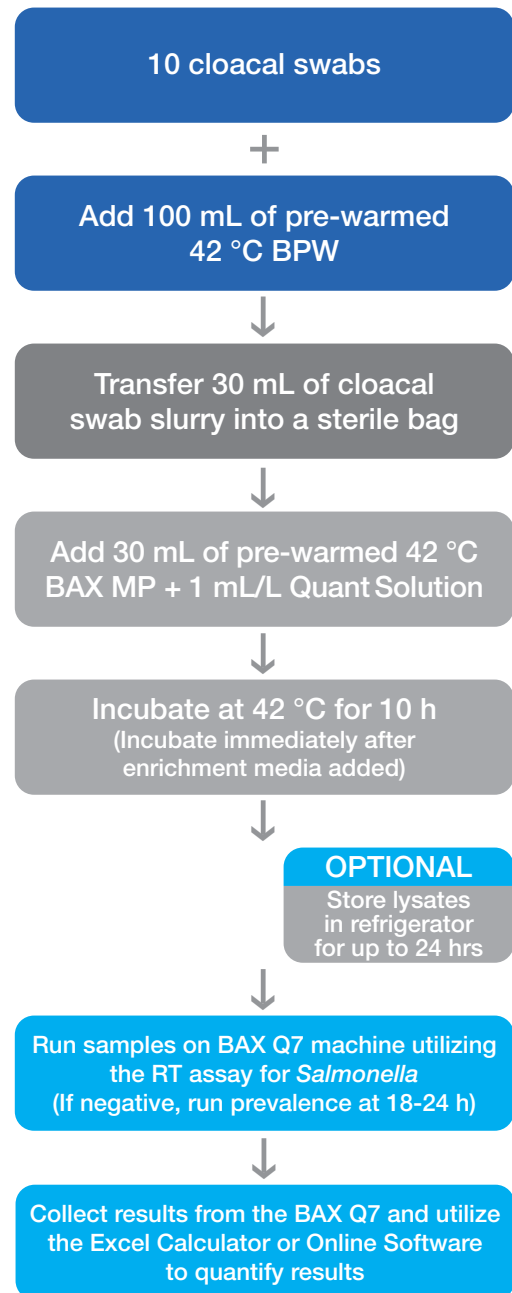 10 cloacal swabs
+
Add 100 mL of pre-warmed
42 °C BPW
Transfer 30 mL of cloacal
swab slurry into a sterile bag
Add 30 mL of pre-warmed 42 °C
BAX MP + 1 mL/L Quant Solution
Incubate at 42 °C for 10 h
(Incubate immediately after
enrichment media added)
OPTIONAL
Store lysates
in refrigerator
for up to 24 hrs
Run samples on BAX Q7 machine utilizing
the RT assay for Salmonella
(If negative, run prevalence at 18-24 h)
Collect results from the BAX Q7 and utilize
the Excel Calculator or Online Software
to quantify results